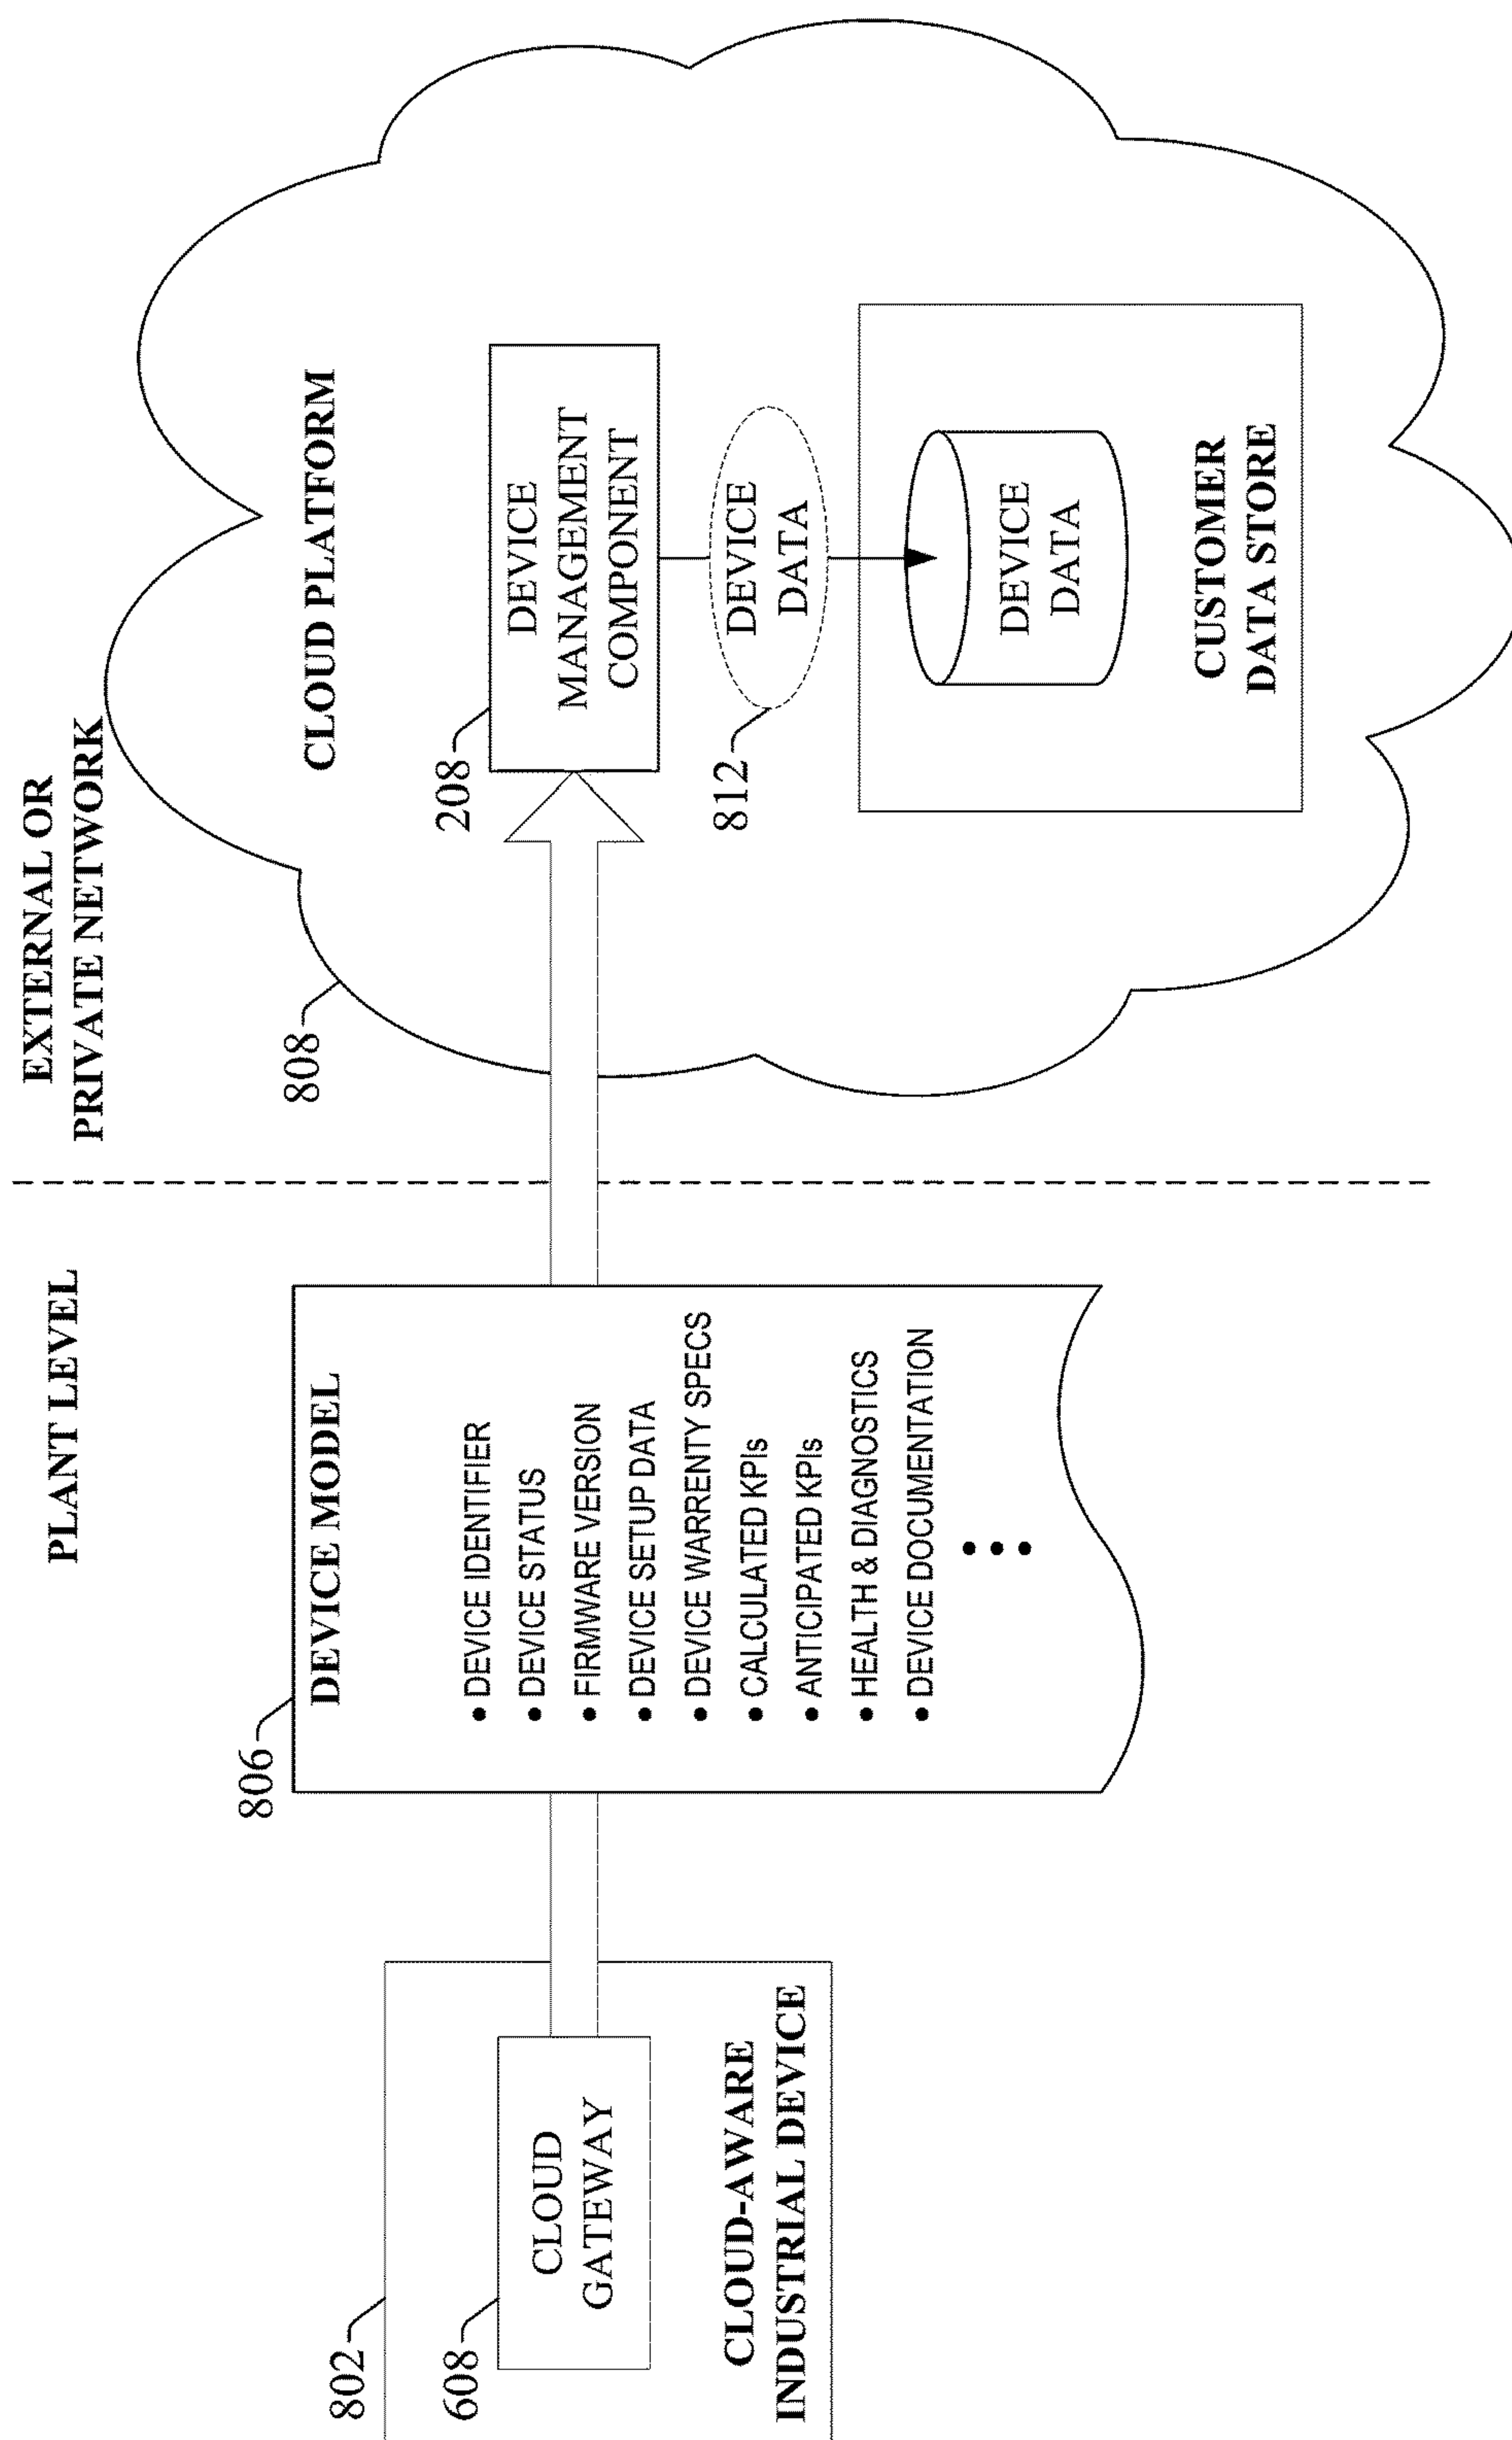 PLANT LEVEL
EXTERNAL OR
PRIVATE NETWORK
802
608
CLOUD
GATEWAY
CLOUD-AWARE
INDUSTRIAL DEVICE
806
DEVICE MODEL
• DEVICE IDENTIFIER
• DEVICE STATUS
• FIRMWARE VERSION
• DEVICE SETUP DATA
• DEVICE WARRENTY SPECS
• CALCULATED KPIs
• ANTICIPATED KPIs
• HEALTH & DIAGNOSTICS
• DEVICE DOCUMENTATION
808
CLOUD PLATFORM
208
DEVICE
MANAGEMENT
COMPONENT
812
DEVICE
DATA
DEVICE
DATA
CUSTOMER
DATA STORE